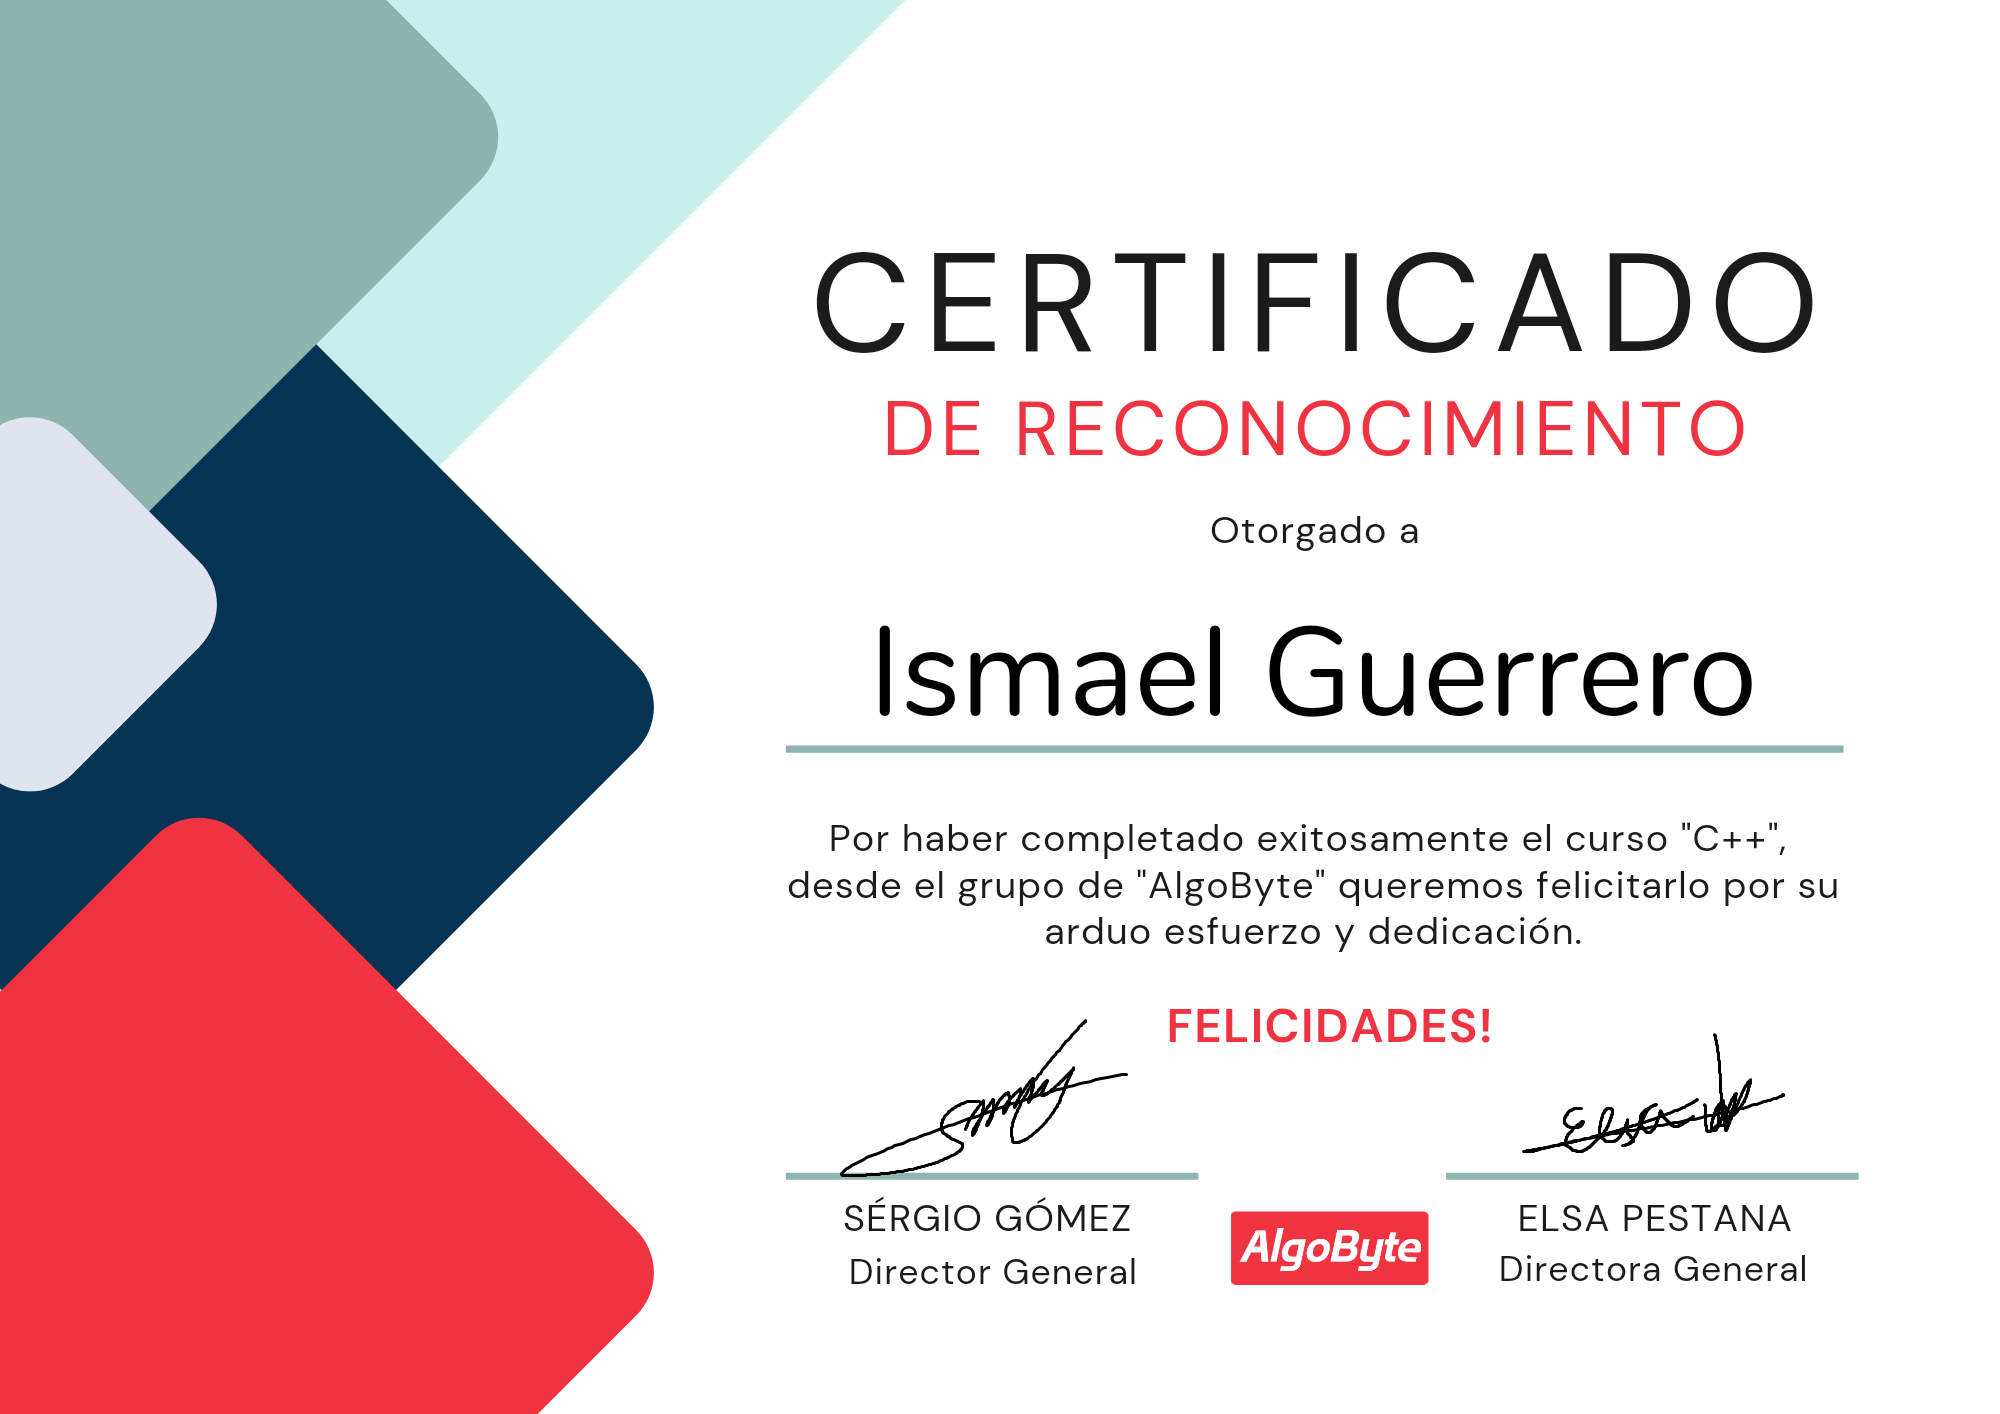 CERTIFICADO
DE RECONOCIMIENTO
Otorgado a
Ismael Guerrero
Por haber completado exitosamente el curso "C++",
desde el grupo de "AlgoByte" queremos felicitarlo por su
arduo esfuerzo y dedicación.
FELICIDADES!
SÉRGIO GÓMEZ
Director General
AlgoByte
ELSA PESTANA
Directora General